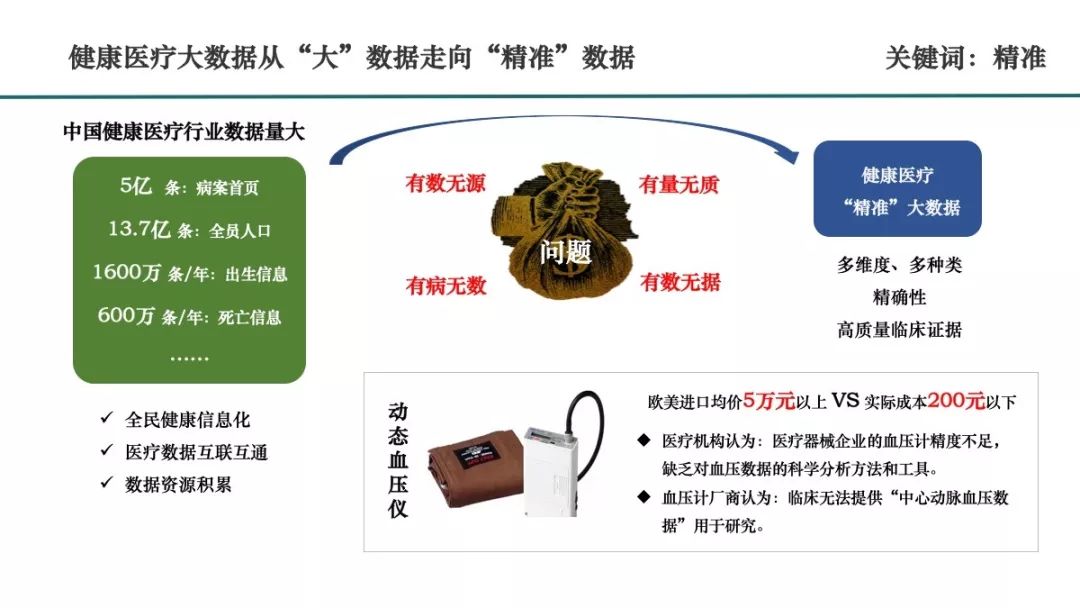 健康医疗大数据从“大”数据走向“精准”数据
关键词：精准
中国健康医疗行业数据量大
5亿 条：病案首页
13.7亿 条：全员人口
1600万 条/年：出生信息
600万 条/年：死亡信息
……
✓ 全民健康信息化
✓ 医疗数据互联互通
✓ 数据资源积累
有数无源
有量无质
问题
有病无数
有数无据
健康医疗
“精准”大数据
多维度、多种类
精确性
高质量临床证据
动态血压仪
欧美进口均价5万元以上 VS 实际成本200元以下
◆ 医疗机构认为：医疗器械企业的血压计精度不足，
缺乏对血压数据的科学分析方法和工具。
◆ 血压计厂商认为：临床无法提供“中心动脉血压数
据”用于研究。